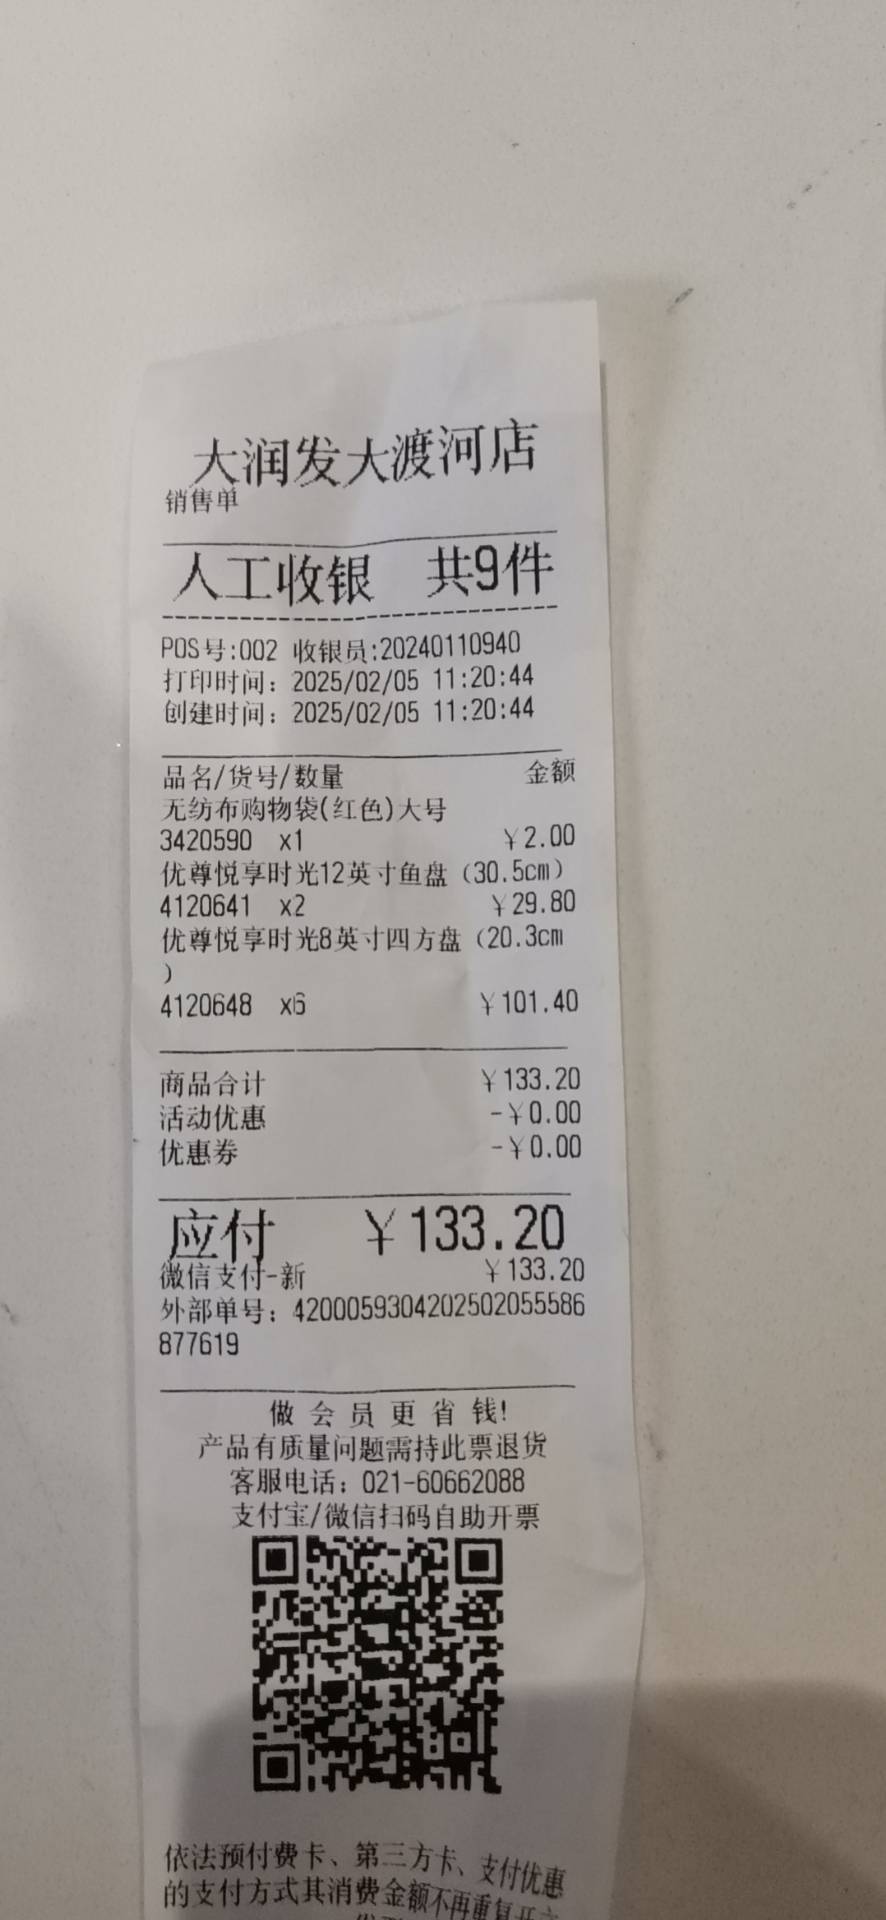 大润发大渡河店
销售单
人工收银 共9件
POS号:002 收银员:20240110940
打印时间: 2025/02/05 11:20:44
创建时间: 2025/02/05 11:20:44
品名/货号/数量 金额
无纺布购物袋(红色)大号
3420590 x1 ¥2.00
优尊悦享时光12英寸鱼盘（30.5cm）
4120641 x2 ¥29.80
优尊悦享时光8英寸四方盘（20.3cm
）
4120648 x6 ¥101.40
商品合计 ¥133.20
活动优惠 -¥0.00
优惠券 -¥0.00
应付 ¥133.20
微信支付-新 ¥133.20
外部单号: 4200059304202502055586
877619
做会员更省钱!
产品有质量问题需持此票退货
客服电话: 021-60662088
支付宝/微信扫码自助开票
依法预付费卡、第三方卡、支付优惠
的支付方式其消费金额不再重复开